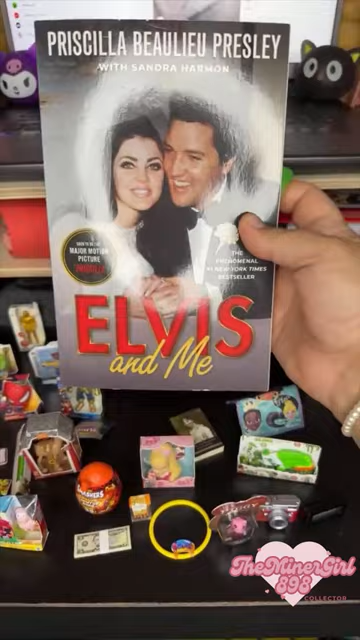 PRISCILLA BEAULIEU PRESLEY
WITH SANDRA HARMON
MAJOR MOTION
PICTURE
PRISCILLA
THE
PHENOMENAL
#1 NEW YORK TIMES
BESTSELLER
ELVIS
and Me
TheMinerGirl
898
COLLECTOR